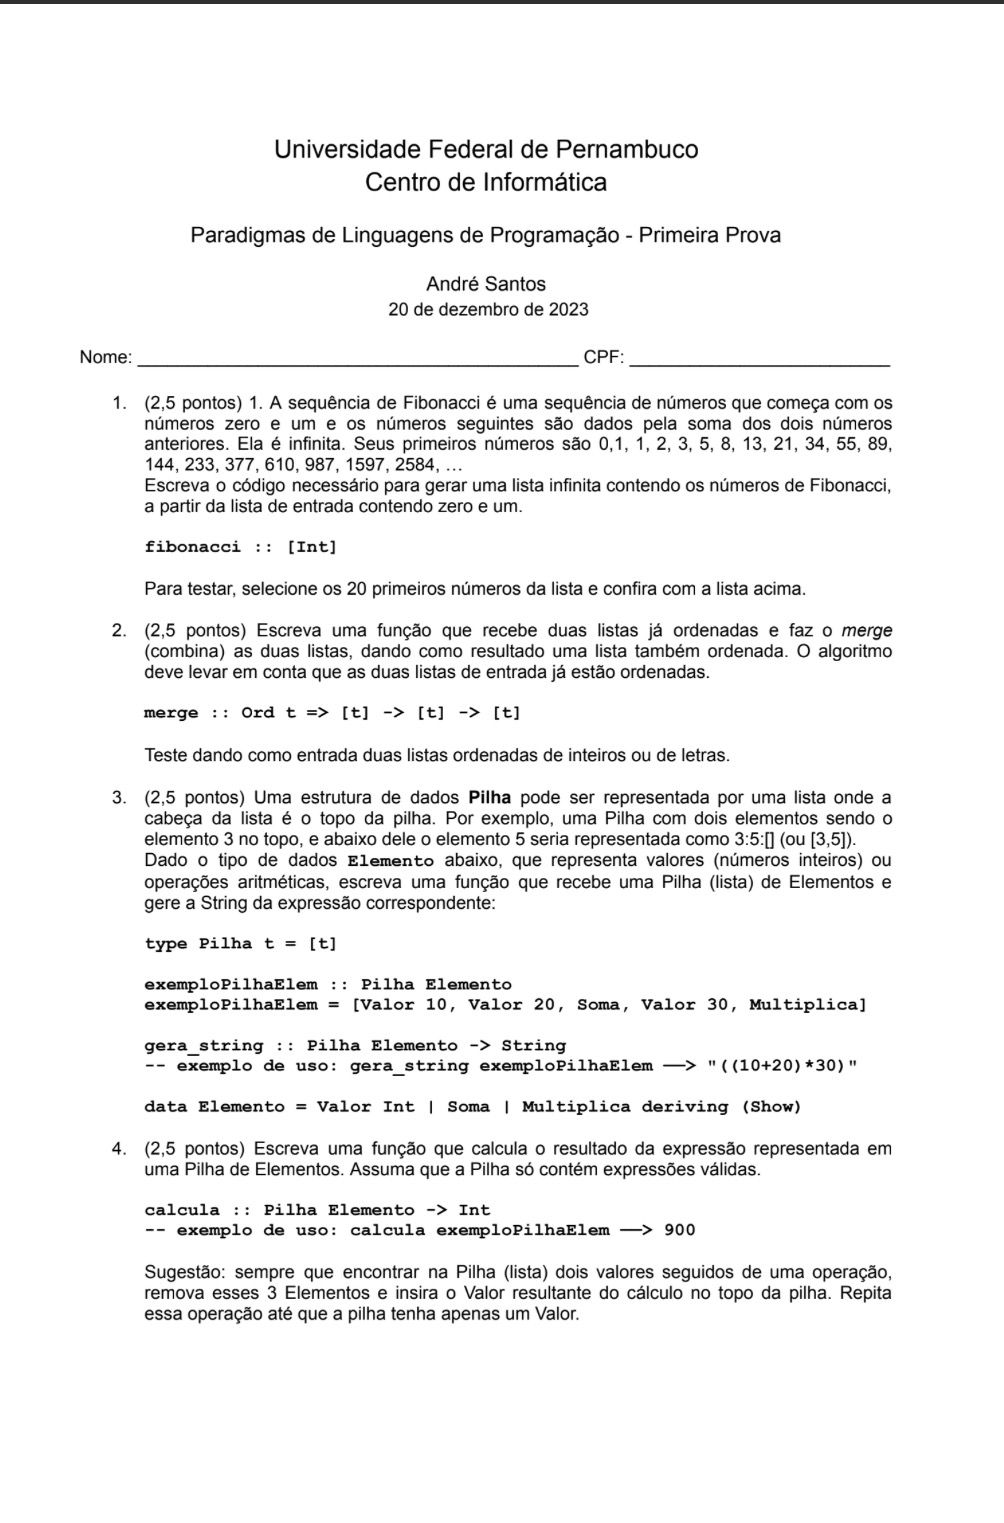 Universidade Federal de Pernambuco
Centro de Informática
Paradigmas de Linguagens de Programação - Primeira Prova
André Santos
20 de dezembro de 2023
Nome: ____________________________________________ CPF: __________________________
1. (2,5 pontos) 1. A sequência de Fibonacci é uma sequência de números que começa com os
números zero e um e os números seguintes são dados pela soma dos dois números
anteriores. Ela é infinita. Seus primeiros números são 0,1, 1, 2, 3, 5, 8, 13, 21, 34, 55, 89,
144, 233, 377, 610, 987, 1597, 2584, …
Escreva o código necessário para gerar uma lista infinita contendo os números de Fibonacci,
a partir da lista de entrada contendo zero e um.
fibonacci :: [Int]
Para testar, selecione os 20 primeiros números da lista e confira com a lista acima.
2. (2,5 pontos) Escreva uma função que recebe duas listas já ordenadas e faz o merge
(combina) as duas listas, dando como resultado uma lista também ordenada. O algoritmo
deve levar em conta que as duas listas de entrada já estão ordenadas.
merge :: Ord t => [t] -> [t] -> [t]
Teste dando como entrada duas listas ordenadas de inteiros ou de letras.
3. (2,5 pontos) Uma estrutura de dados Pilha pode ser representada por uma lista onde a
cabeça da lista é o topo da pilha. Por exemplo, uma Pilha com dois elementos sendo o
elemento 3 no topo, e abaixo dele o elemento 5 seria representada como 3:5:[] (ou [3,5]).
Dado o tipo de dados Elemento abaixo, que representa valores (números inteiros) ou
operações aritméticas, escreva uma função que recebe uma Pilha (lista) de Elementos e
gere a String da expressão correspondente:
type Pilha t = [t]
exemploPilhaElem :: Pilha Elemento
exemploPilhaElem = [Valor 10, Valor 20, Soma, Valor 30, Multiplica]
gera_string :: Pilha Elemento -> String
-- exemplo de uso: gera_string exemploPilhaElem ——> "((10+20)*30)"
data Elemento = Valor Int | Soma | Multiplica deriving (Show)
4. (2,5 pontos) Escreva uma função que calcula o resultado da expressão representada em
uma Pilha de Elementos. Assuma que a Pilha só contém expressões válidas.
calcula :: Pilha Elemento -> Int
-- exemplo de uso: calcula exemploPilhaElem ——> 900
Sugestão: sempre que encontrar na Pilha (lista) dois valores seguidos de uma operação,
remova esses 3 Elementos e insira o Valor resultante do cálculo no topo da pilha. Repita
essa operação até que a pilha tenha apenas um Valor.